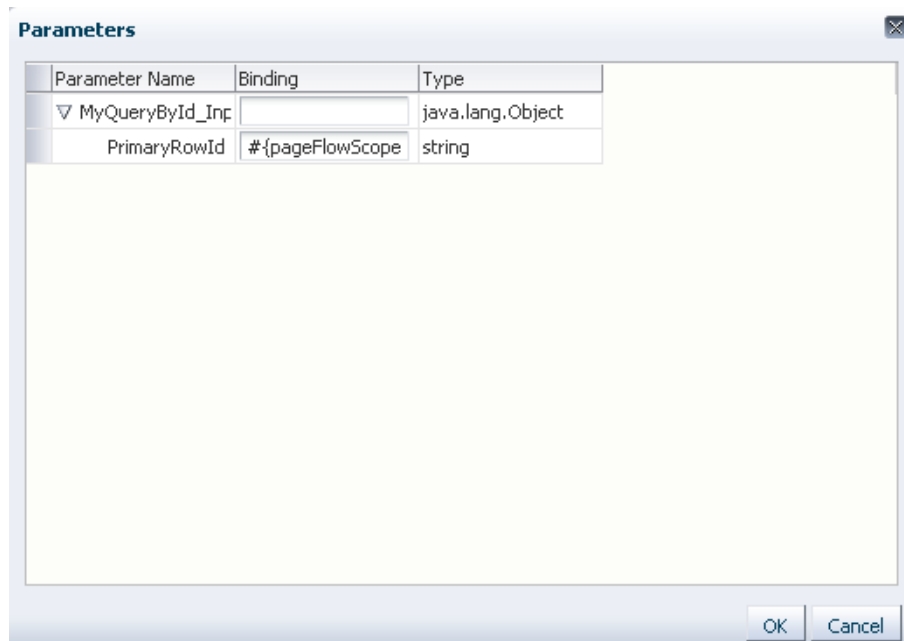 Parameters
Parameter Name Binding Type
MyQueryById_Inp java.lang.Object
PrimaryRowId #{pageFlowScope string
OK Cancel